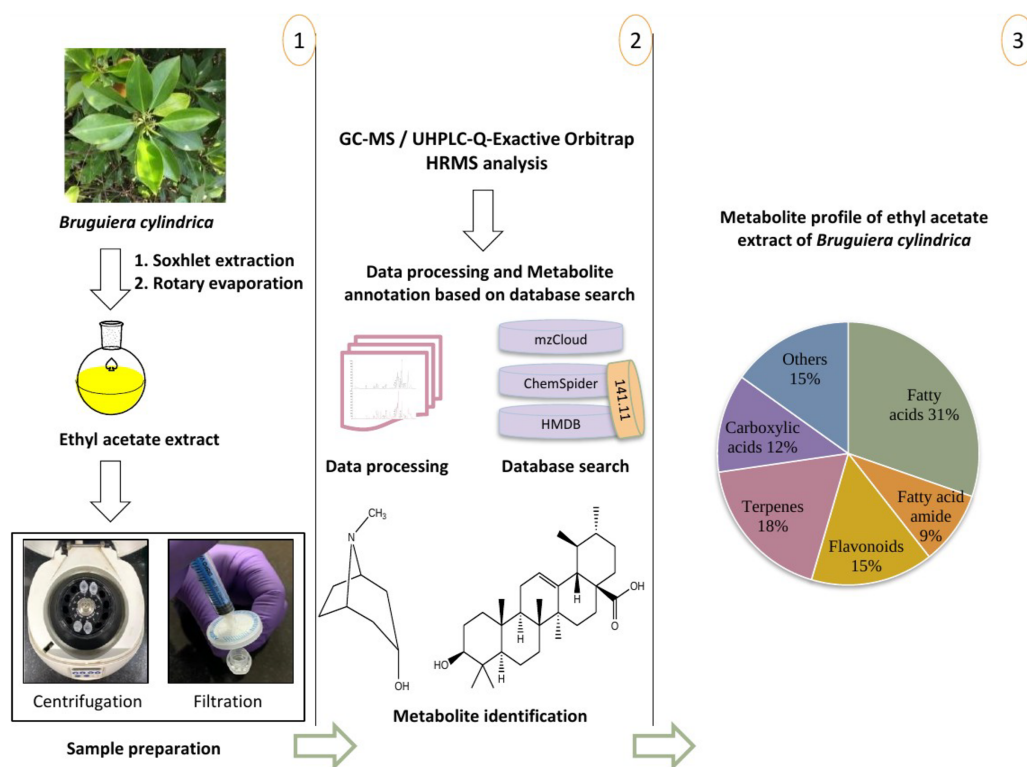 1
Bruguiera cylindrica
1. Soxhlet extraction
2. Rotary evaporation
Ethyl acetate extract
Centrifugation
Filtration
Sample preparation
2
GC-MS / UHPLC-Q-Exactive Orbitrap
HRMS analysis
Data processing and Metabolite
annotation based on database search
mzCloud
ChemSpider
HMDB
141.11
Data processing
Database search
CH3
N
OH
H
H
H
H
HO
O
OH
Metabolite identification
3
Metabolite profile of ethyl acetate
extract of Bruguiera cylindrica
Others
15%
Fatty
acids 31%
Carboxylic
acids 12%
Terpenes
18%
Flavonoids
15%
Fatty acid
amide
9%